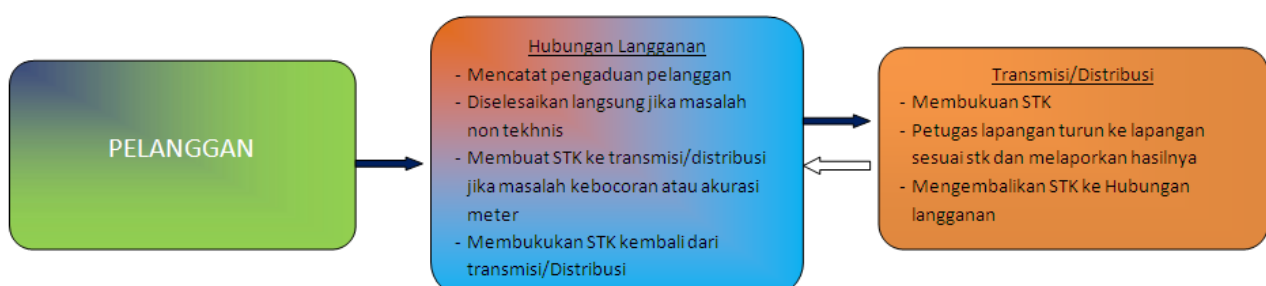 PELANGGAN
Hubungan Langganan
- Mencatat pengaduan pelanggan
- Diselesaikan langsung jika masalah
non tekhnis
- Membuat STK ke transmisi/distribusi
jika masalah kebocoran atau akurasi
meter
- Membukukan STK kembali dari
transmisi/Distribusi
Transmisi/Distribusi
- Membukuan STK
- Petugas lapangan turun ke lapangan
sesuai stk dan melaporkan hasilnya
- Mengembalikan STK ke Hubungan
langganan